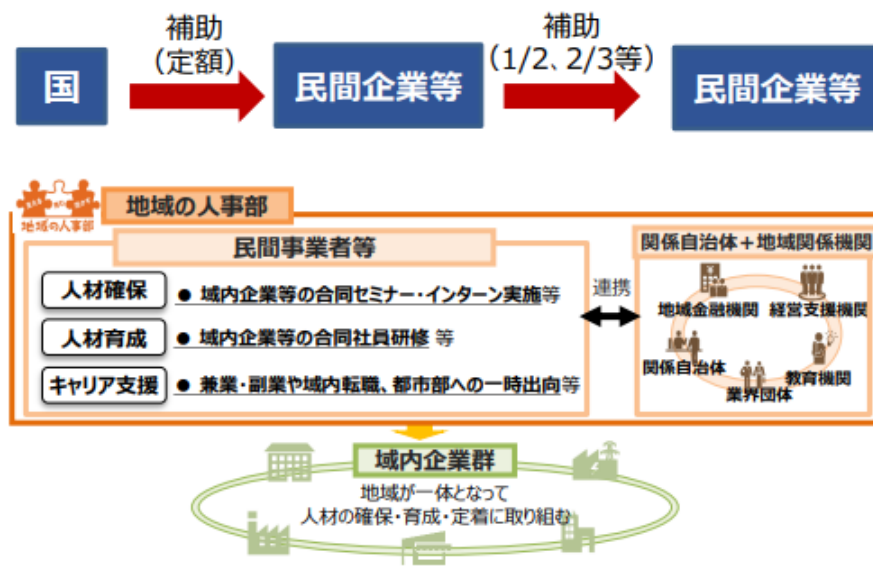 補助
(定額)
補助
(1/2、2/3等)
国
民間企業等
民間企業等
地域の人事部
地域の人事部
民間事業者等
人材確保
● 域内企業等の合同セミナー・インターン実施等
人材育成
● 域内企業等の合同社員研修 等
キャリア支援
● 兼業・副業や域内転職、都市部への一時出向等
連携
関係自治体+地域関係機関
地域金融機関
経営支援機関
関係自治体
教育機関
業界団体
域内企業群
地域が一体となって
人材の確保・育成・定着に取り組む